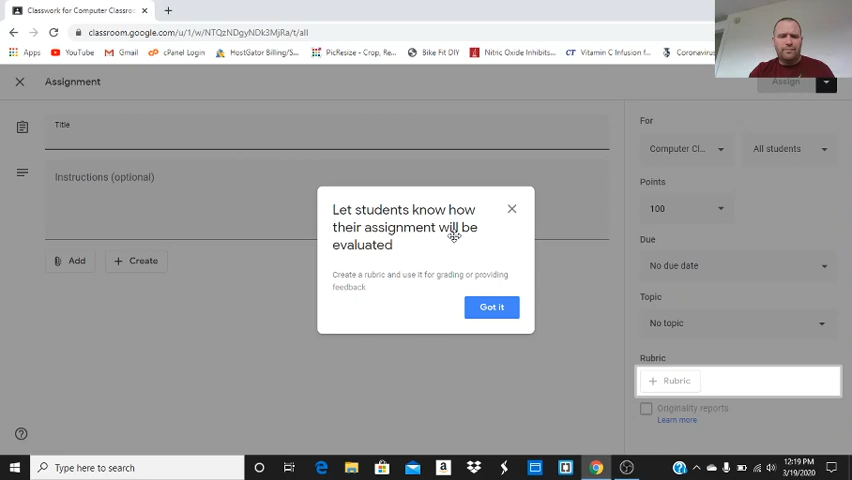 Classwork for Computer Classroo
classroom.google.com/u/1/w/NTQzNDgyNDk3MjRa/t/all
Apps
YouTube
Gmail
cPanel Login
HostGator Billing/S...
PicResize - Crop, Re...
Bike Fit DIY
Nitric Oxide Inhibits...
CT
Vitamin C Infusion f...
Coronavirus
Assignment
Assign
Title
Instructions (optional)
Add
Create
For
Computer Cl...
All students
Points
100
Due
No due date
Topic
No topic
Rubric
Rubric
Originality reports
Learn more
Let students know how
their assignment will be
evaluated
Create a rubric and use it for grading or providing
feedback
Got it
Type here to search
12:19 PM
3/19/2020